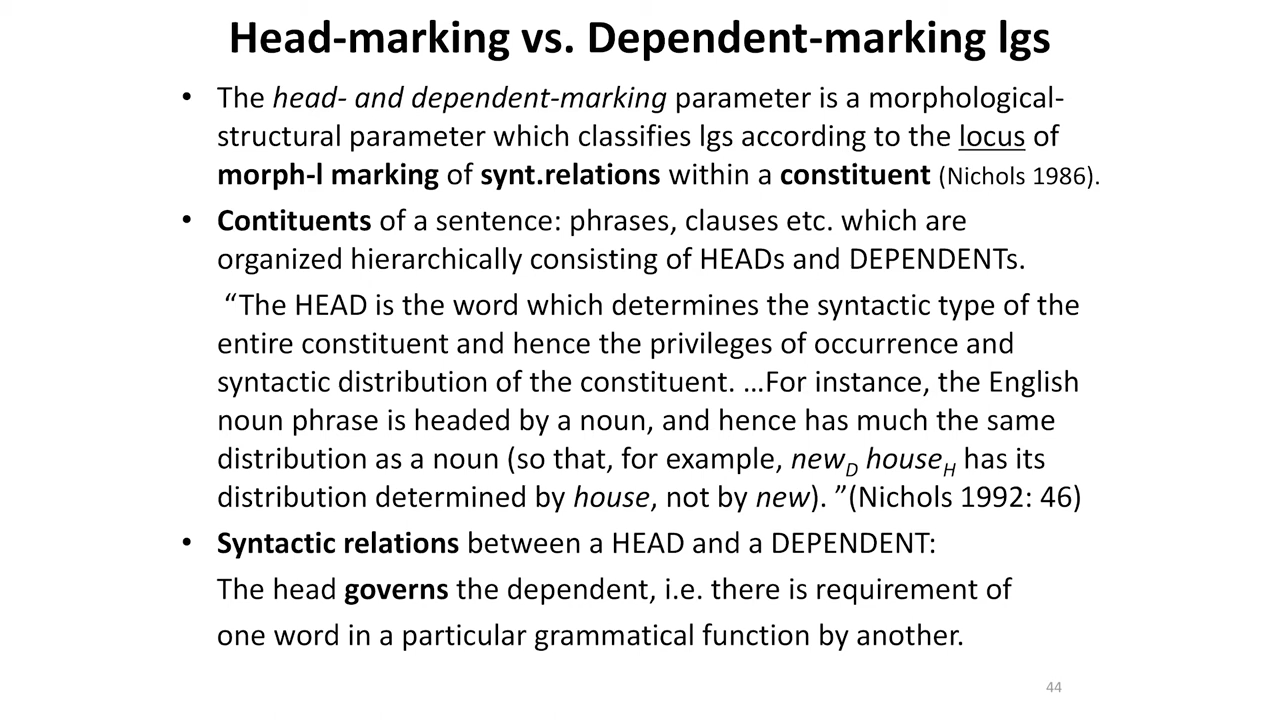 Head-marking vs. Dependent-marking lgs
• The head- and dependent-marking parameter is a morphological-
structural parameter which classifies lgs according to the locus of
morph-l marking of synt.relations within a constituent (Nichols 1986).
• Contituents of a sentence: phrases, clauses etc. which are
organized hierarchically consisting of HEADs and DEPENDENTs.
“The HEAD is the word which determines the syntactic type of the
entire constituent and hence the privileges of occurrence and
syntactic distribution of the constituent. …For instance, the English
noun phrase is headed by a noun, and hence has much the same
distribution as a noun (so that, for example, newD houseH has its
distribution determined by house, not by new). ”(Nichols 1992: 46)
• Syntactic relations between a HEAD and a DEPENDENT:
The head governs the dependent, i.e. there is requirement of
one word in a particular grammatical function by another.
44